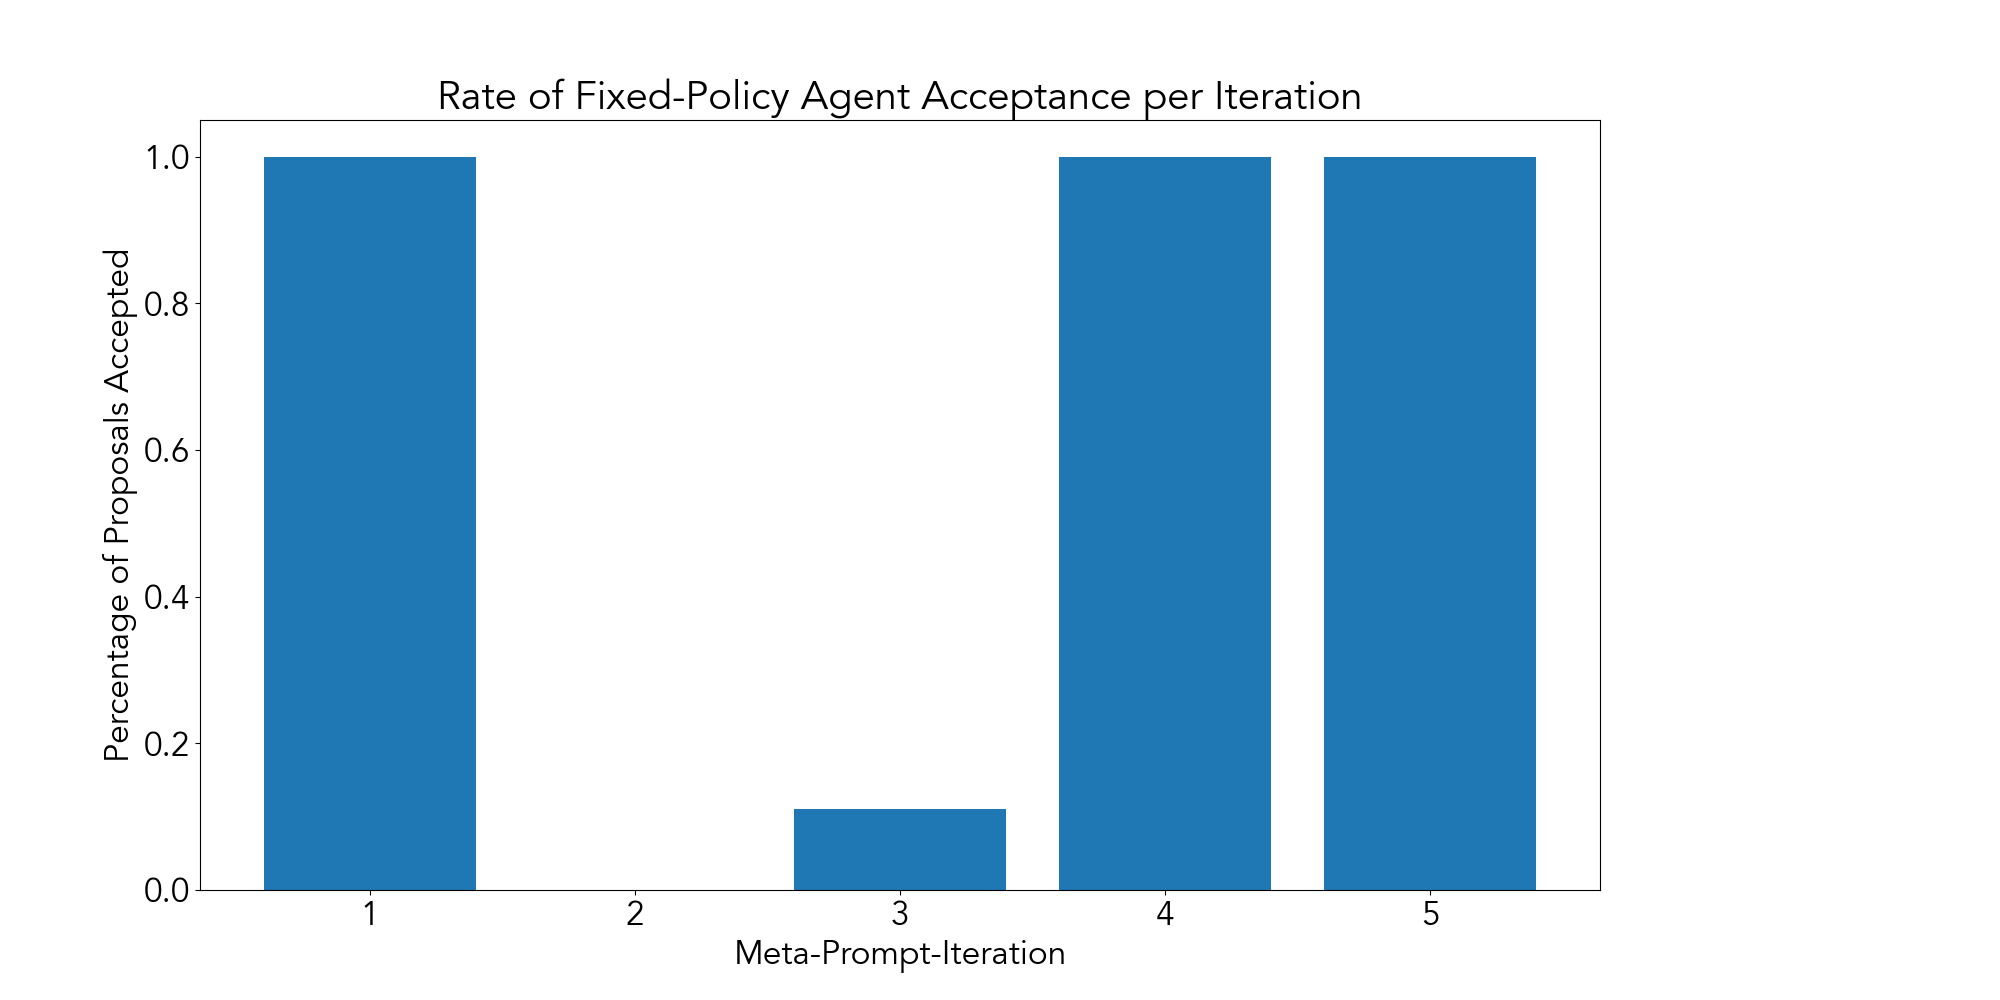 Rate of Fixed-Policy Agent Acceptance per Iteration
Percentage of Proposals Accepted
1.0
0.8
0.6
0.4
0.2
0.0
1 2 3 4 5
Meta-Prompt-Iteration